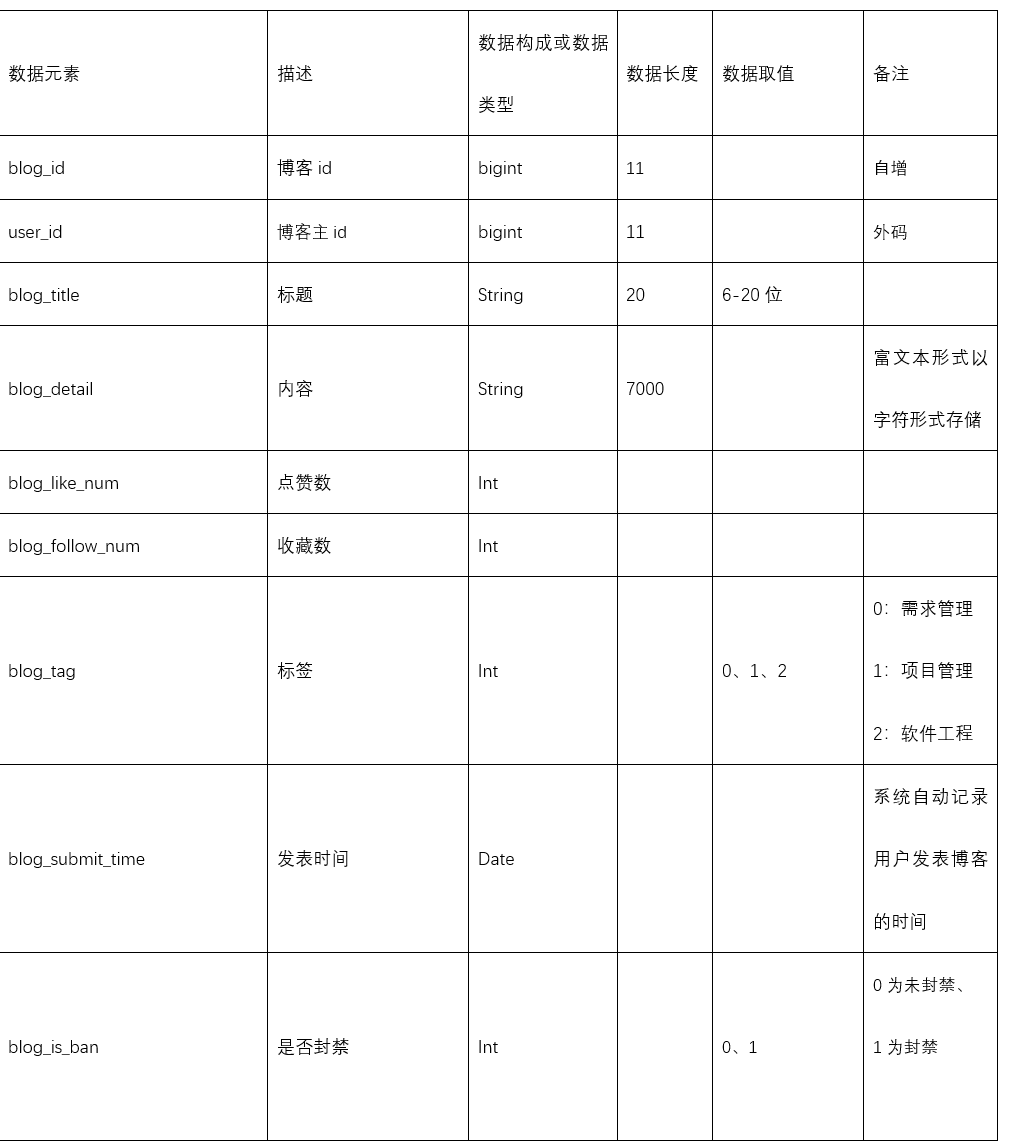 数据元素 描述 数据构成或数据类型 数据长度 数据取值 备注
blog_id 博客 id bigint 11 自增
user_id 博客主 id bigint 11 外码
blog_title 标题 String 20 6-20 位
blog_detail 内容 String 7000 富文本形式以
字符形式存储
blog_like_num 点赞数 Int
blog_follow_num 收藏数 Int
blog_tag 标签 Int 0、1、2 0：需求管理
1：项目管理
2：软件工程
blog_submit_time 发表时间 Date 系统自动记录
用户发表博客
的时间
blog_is_ban 是否封禁 Int 0、1 0 为未封禁、
1 为封禁